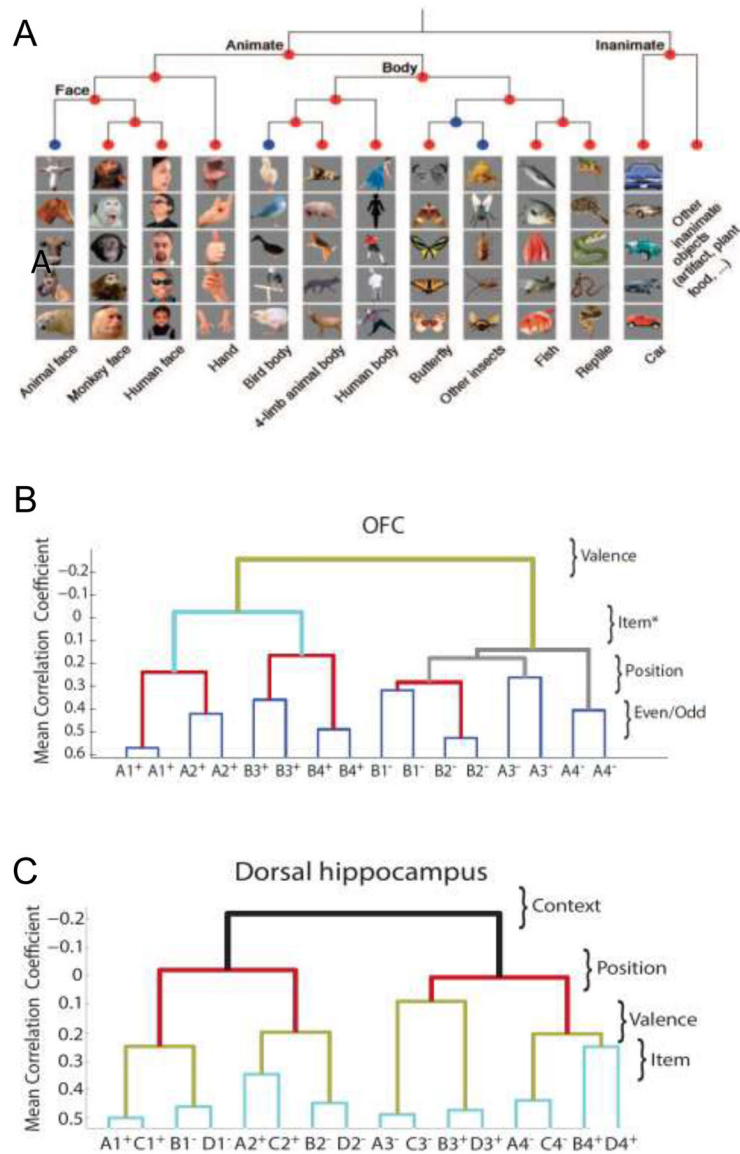 A
Animate
Inanimate
Body
Face
A
Animal face
Monkey face
Human face
Hand
Bird body
4-limb animal body
Human body
Butterfly
Other insects
Fish
Reptile
Car
Other
inanimate
objects
(artifact, plant
food, ...)
B
OFC
Mean Correlation Coefficient
−0.2
−0.1
0
0.1
0.2
0.3
0.4
0.5
0.6
Valence
Item*
Position
Even/Odd
A1+ A1+ A2+ A2+ B3+ B3+ B4+ B4+ B1- B1- B2- B2- A3- A3- A4- A4-
C
Dorsal hippocampus
Mean Correlation Coefficient
−0.2
−0.1
0
0.1
0.2
0.3
0.4
0.5
Context
Position
Valence
Item
A1+ C1+ B1- D1- A2+ C2+ B2- D2- A3- C3- B3+ D3+ A4- C4- B4+ D4+